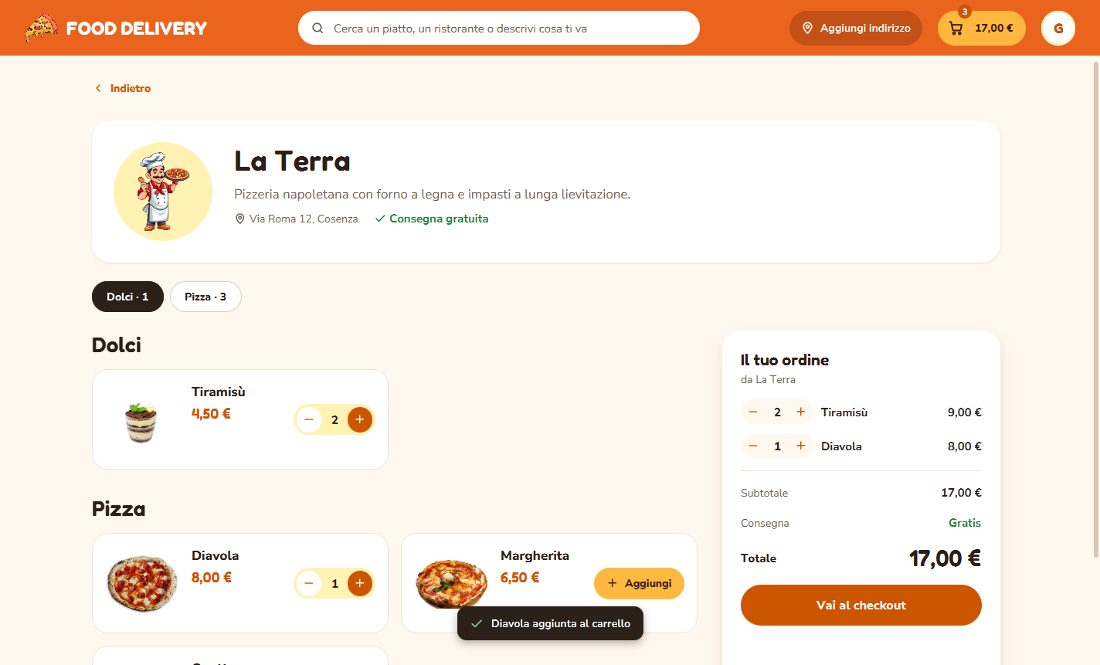 FOOD DELIVERY
Cerca un piatto, un ristorante o descrivi cosa ti va
Aggiungi indirizzo
3
17,00 €
G
Indietro
La Terra
Pizzeria napoletana con forno a legna e impasti a lunga lievitazione.
Via Roma 12, Cosenza
Consegna gratuita
Dolci · 1
Pizza · 3
Dolci
Tiramisù
4,50 €
− 2 +
Pizza
Diavola
8,00 €
− 1 +
Margherita
6,50 €
+ Aggiungi
Diavola aggiunta al carrello
Il tuo ordine
da La Terra
− 2 + Tiramisù 9,00 €
− 1 + Diavola 8,00 €
Subtotale 17,00 €
Consegna Gratis
Totale 17,00 €
Vai al checkout